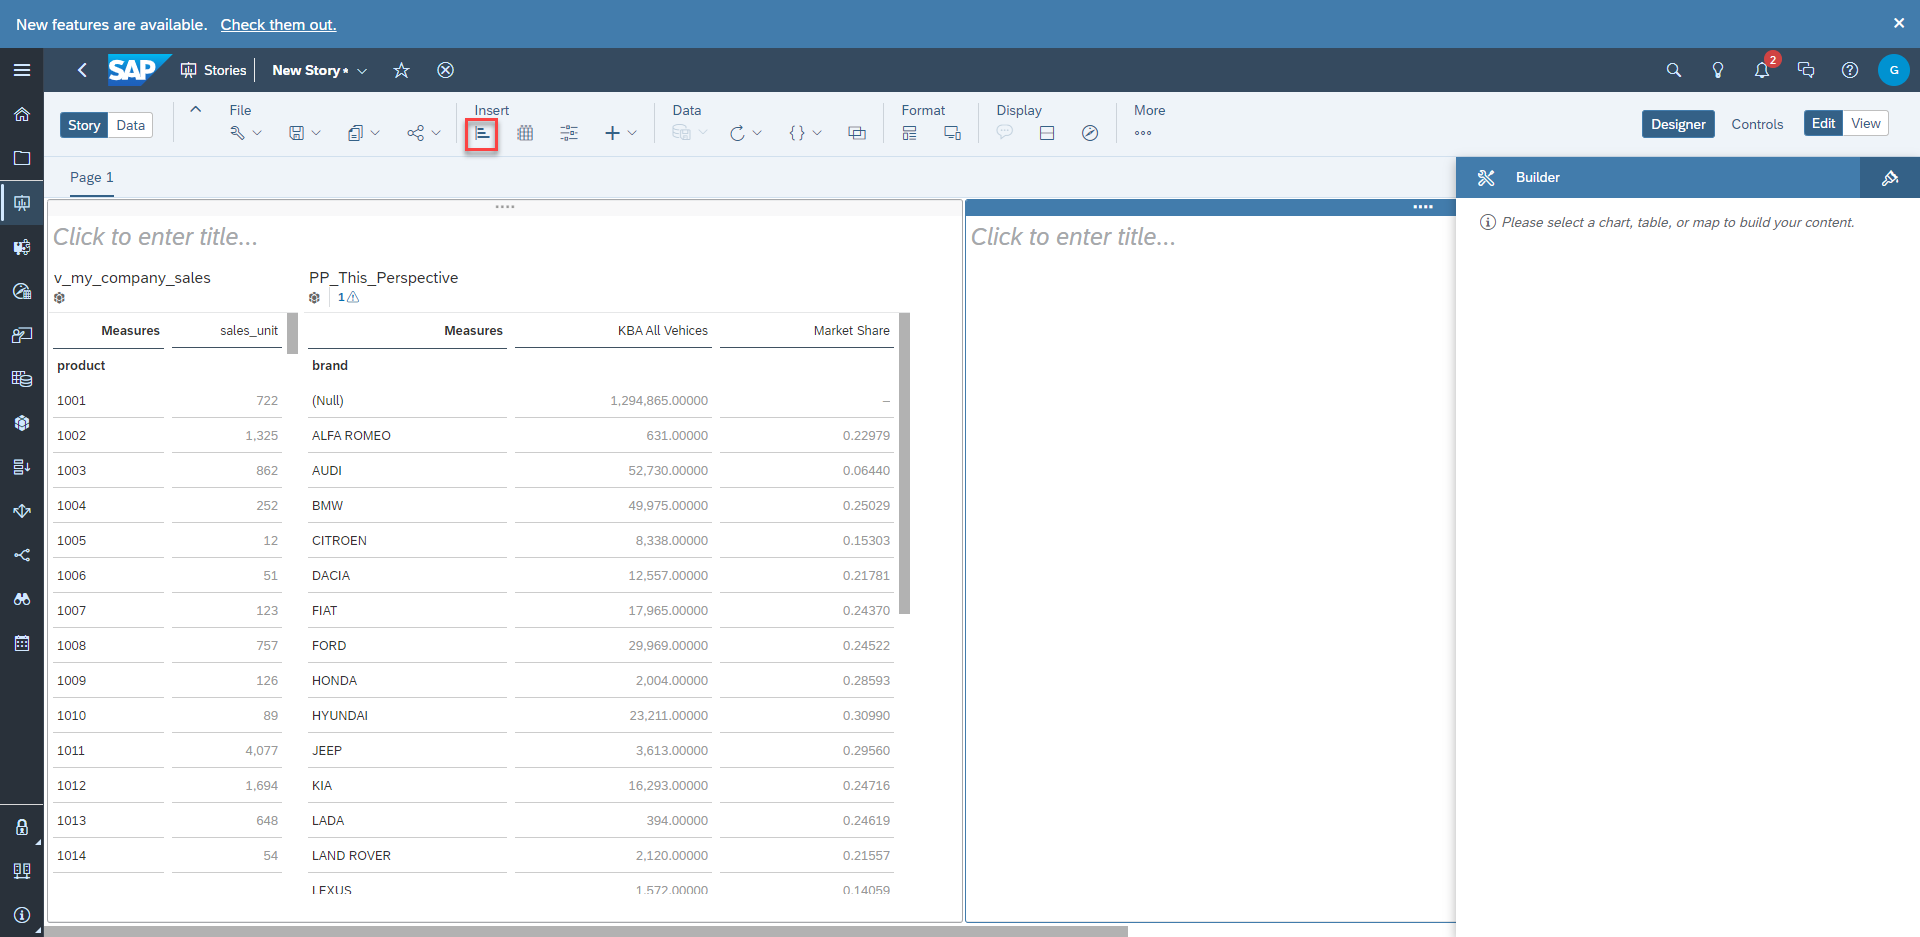 New features are available. Check them out.
SAP Stories New Story * 2 G
Story Data
File Insert Data Format Display More
Designer Controls Edit View
Page 1
Builder
Please select a chart, table, or map to build your content.
Click to enter title...
Click to enter title...
v_my_company_sales PP_This_Perspective
1
Measures sales_unit Measures KBA All Vehices Market Share
product brand
1001 722 (Null) 1,294,865.00000 –
1002 1,325 ALFA ROMEO 631.00000 0.22979
1003 862 AUDI 52,730.00000 0.06440
1004 252 BMW 49,975.00000 0.25029
1005 12 CITROEN 8,338.00000 0.15303
1006 51 DACIA 12,557.00000 0.21781
1007 123 FIAT 17,965.00000 0.24370
1008 757 FORD 29,969.00000 0.24522
1009 126 HONDA 2,004.00000 0.28593
1010 89 HYUNDAI 23,211.00000 0.30990
1011 4,077 JEEP 3,613.00000 0.29560
1012 1,694 KIA 16,293.00000 0.24716
1013 648 LADA 394.00000 0.24619
1014 54 LAND ROVER 2,120.00000 0.21557
LEXUS 1,572.00000 0.14059